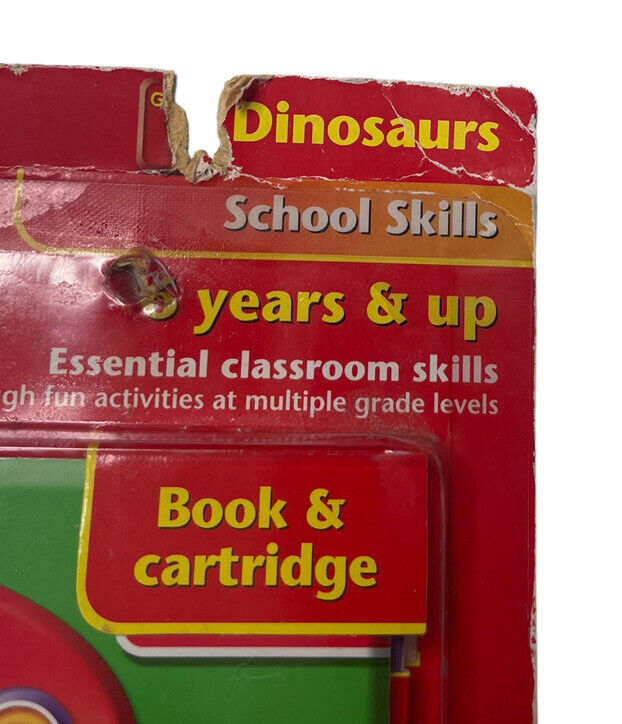 G
Dinosaurs
School Skills
years & up
Essential classroom skills
fun activities at multiple grade levels
Book &
cartridge